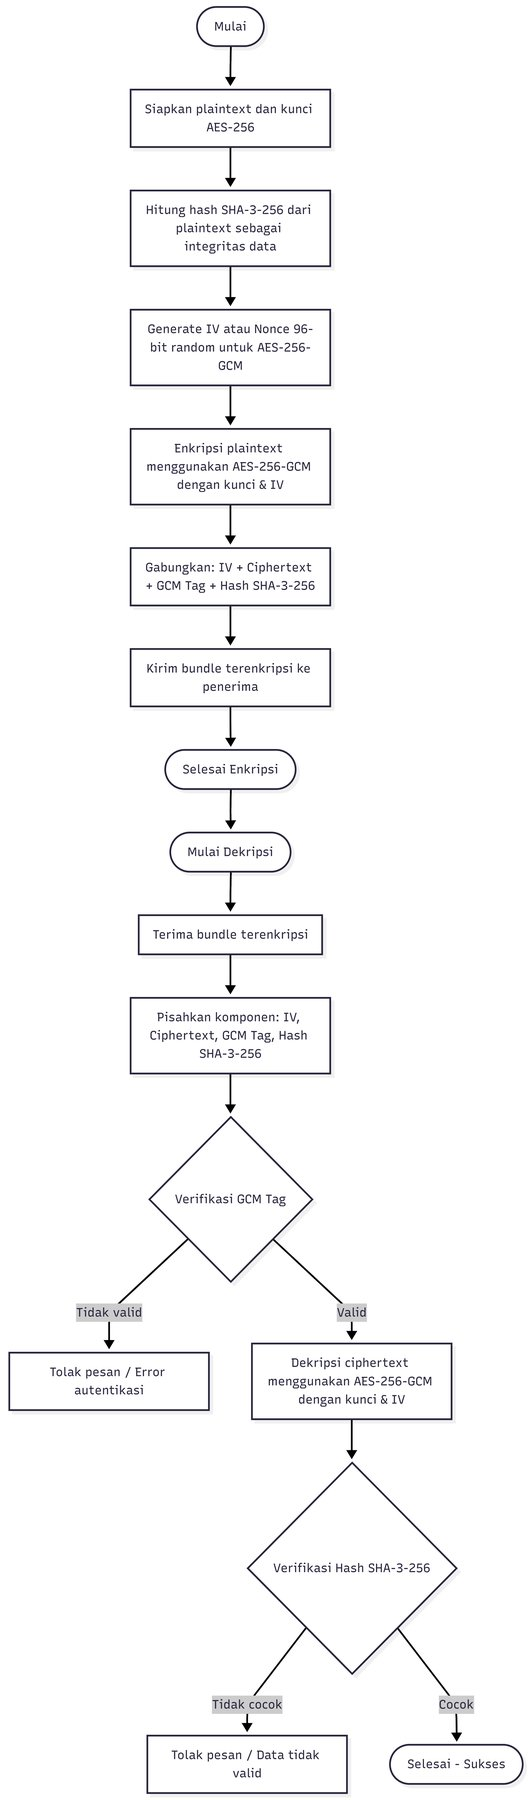 Mulai
Siapkan plaintext dan kunci
AES-256
Hitung hash SHA-3-256 dari
plaintext sebagai
integritas data
Generate IV atau Nonce 96-
bit random untuk AES-256-
GCM
Enkripsi plaintext
menggunakan AES-256-GCM
dengan kunci & IV
Gabungkan: IV + Ciphertext
+ GCM Tag + Hash SHA-3-256
Kirim bundle terenkripsi ke
penerima
Selesai Enkripsi
Mulai Dekripsi
Terima bundle terenkripsi
Pisahkan komponen: IV,
Ciphertext, GCM Tag, Hash
SHA-3-256
Verifikasi GCM Tag
Tidak valid
Valid
Tolak pesan / Error
autentikasi
Dekripsi ciphertext
menggunakan AES-256-GCM
dengan kunci & IV
Verifikasi Hash SHA-3-256
Tidak cocok
Cocok
Tolak pesan / Data tidak
valid
Selesai - Sukses